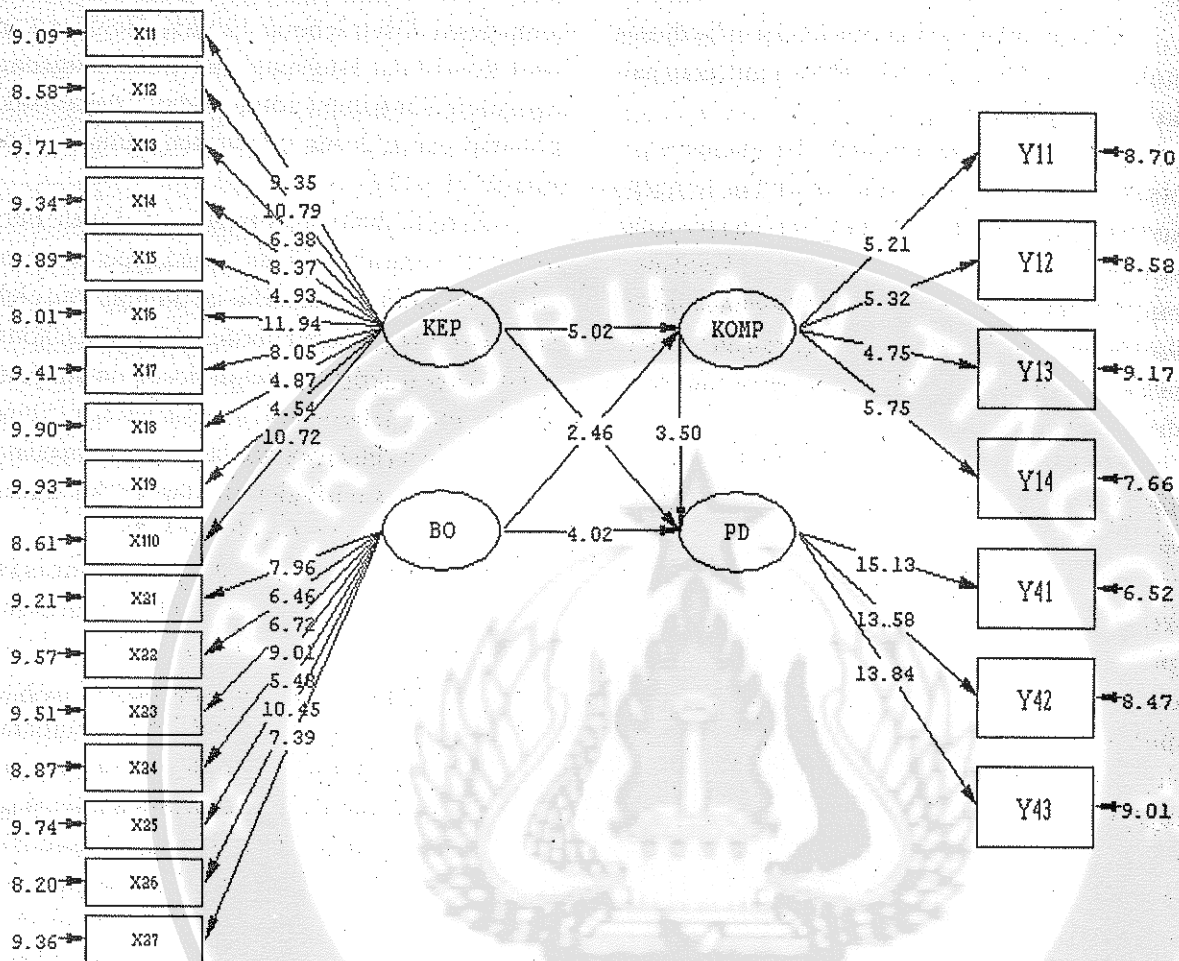 9.09 X11
8.58 X12
9.71 X13
9.34 X14
9.89 X15
8.01 X16
9.41 X17
9.90 X18
9.93 X19
8.61 X110
9.21 X21
9.57 X22
9.51 X23
8.87 X24
9.74 X25
8.20 X26
9.36 X27
9.35
10.79
6.38
8.37
4.93
11.94
8.05
4.87
4.54
10.72
7.96
6.46
6.72
9.01
5.48
10.45
7.39
KEP
BO
5.02
2.46
3.50
4.02
KOMP
PD
5.21
5.32
4.75
5.75
15.13
13.58
13.84
Y11 8.70
Y12 8.58
Y13 9.17
Y14 7.66
Y41 6.52
Y42 8.47
Y43 9.01